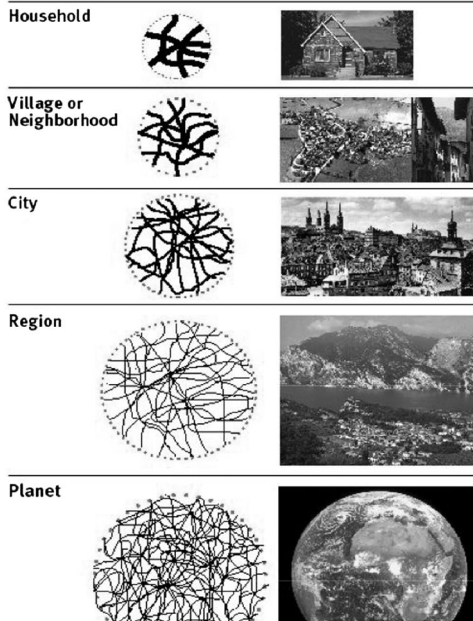 Household
Village or
Neighborhood
City
Region
Planet